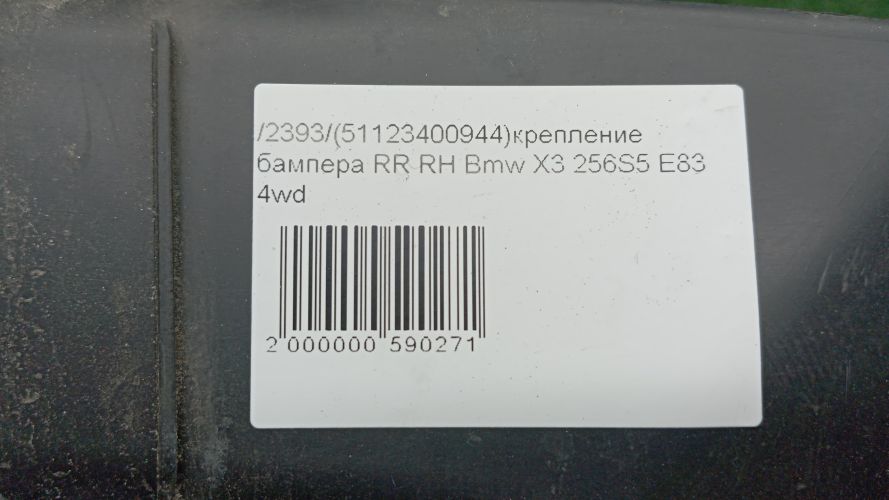 /2393/(51123400944)крепление
бампера RR RH Bmw X3 256S5 E83
4wd
2 000000 590271